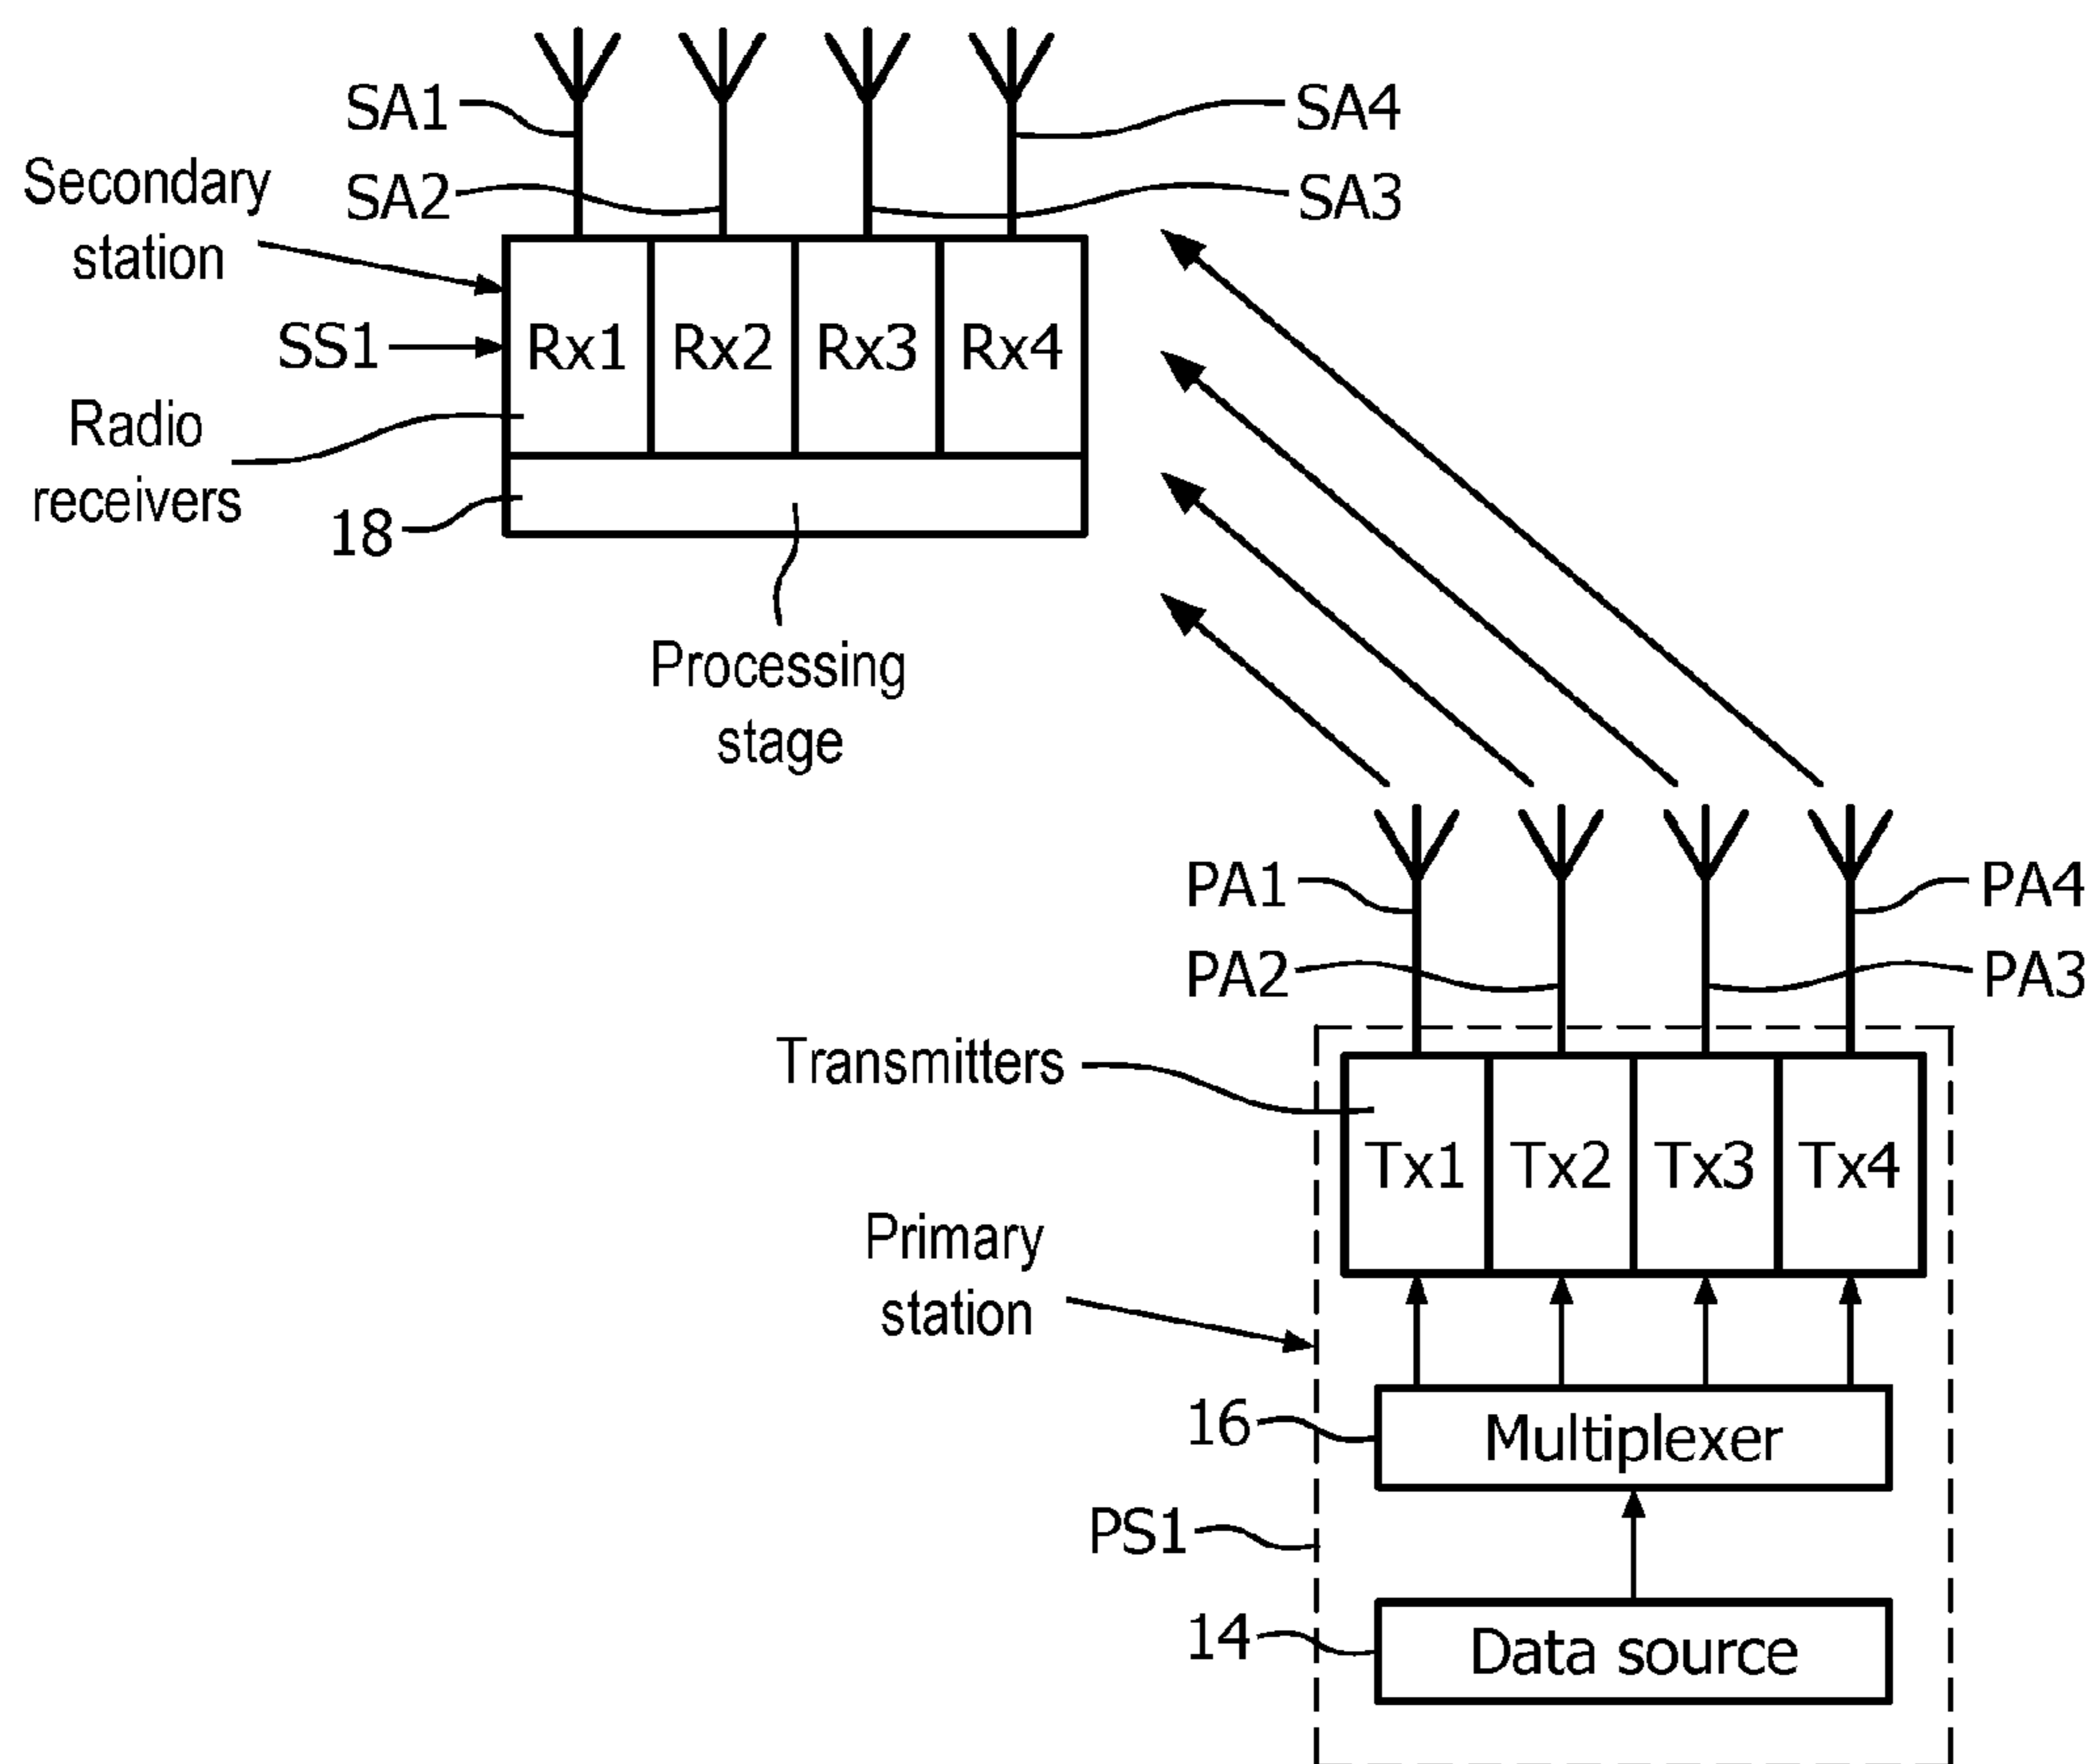 SA1
SA4
Secondary
station
SA2
SA3
SS1
Rx1
Rx2
Rx3
Rx4
Radio
receivers
18
Processing
stage
PA1
PA4
PA2
PA3
Transmitters
Tx1
Tx2
Tx3
Tx4
Primary
station
16
Multiplexer
PS1
14
Data source